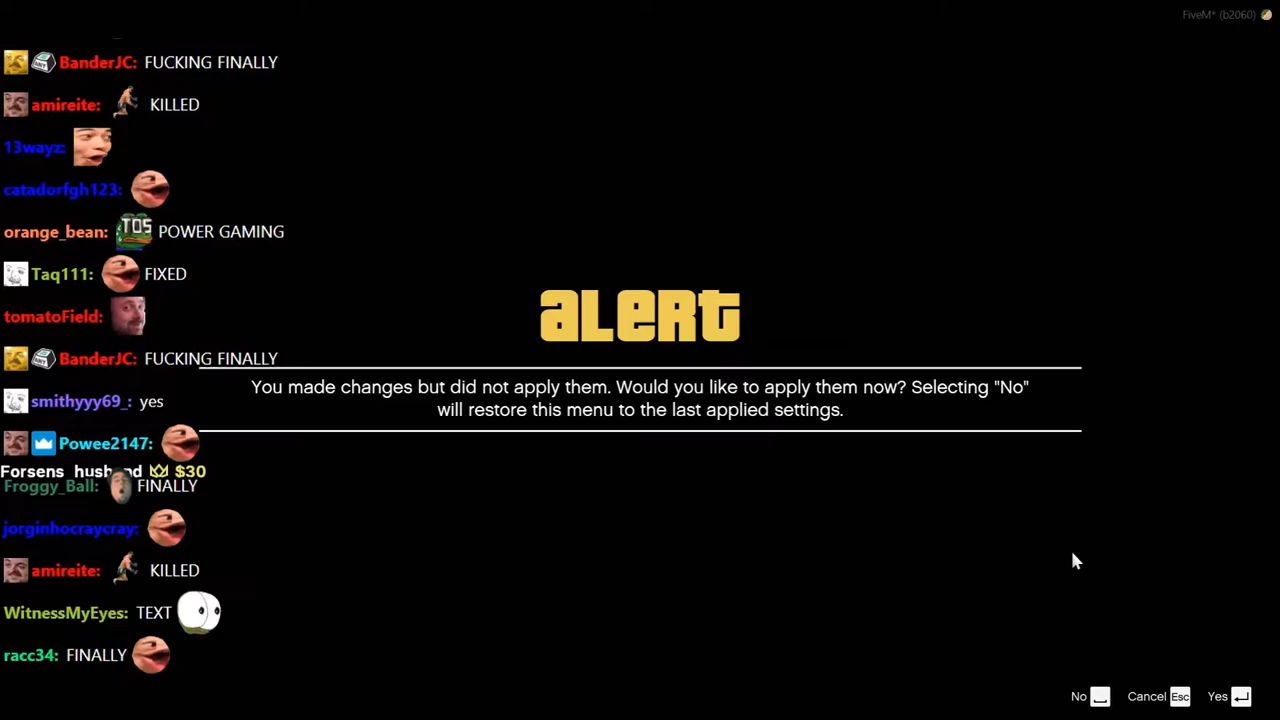 FiveM* (b2060)
BanderJC: FUCKING FINALLY
amireite: KILLED
13wayz:
catadorfgh123:
orange_bean: TOS POWER GAMING
Taq111: FIXED
tomatoField:
BanderJC: FUCKING FINALLY
smithyyy69_: yes
Powee2147:
Forsens_husband $30
Froggy_Ball: FINALLY
jorginhocraycray:
amireite: KILLED
WitnessMyEyes: TEXT
racc34: FINALLY
aLeRt
You made changes but did not apply them. Would you like to apply them now? Selecting "No"
will restore this menu to the last applied settings.
No Cancel Esc Yes